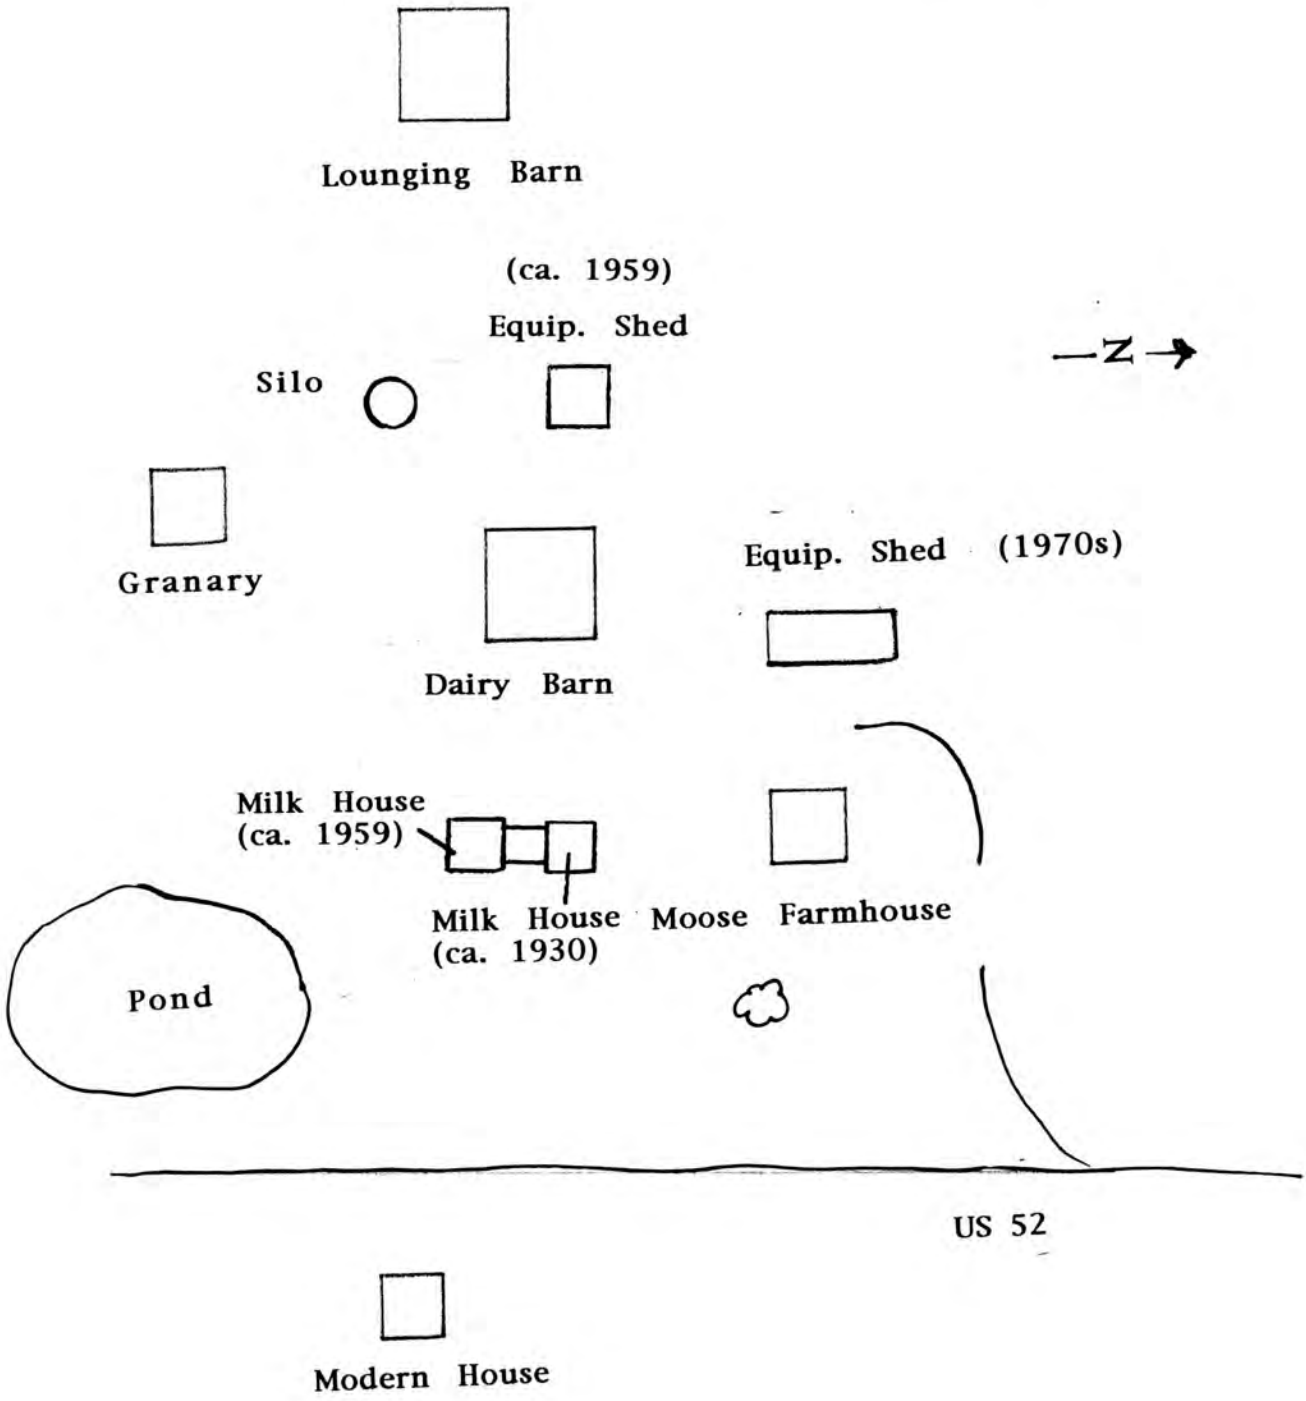 Lounging Barn
(ca. 1959)
Equip. Shed
Silo
N
Granary
Equip. Shed (1970s)
Dairy Barn
Milk House
(ca. 1959)
Milk House
(ca. 1930)
Moose Farmhouse
Pond
US 52
Modern House